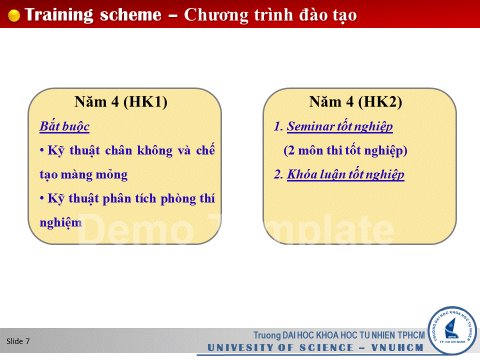 Training scheme – Chương trình đào tạo
Năm 4 (HK1)
Bắt buộc
• Kỹ thuật chân không và chế
tạo màng mỏng
• Kỹ thuật phân tích phòng thí
nghiệm
Năm 4 (HK2)
1. Seminar tốt nghiệp
(2 môn thi tốt nghiệp)
2. Khóa luận tốt nghiệp
Demo Template
Slide 7
Truong DAI HOC KHOA HOC TU NHIEN TPHCM
UNIVESITY OF SCIENCE – VNUHCM